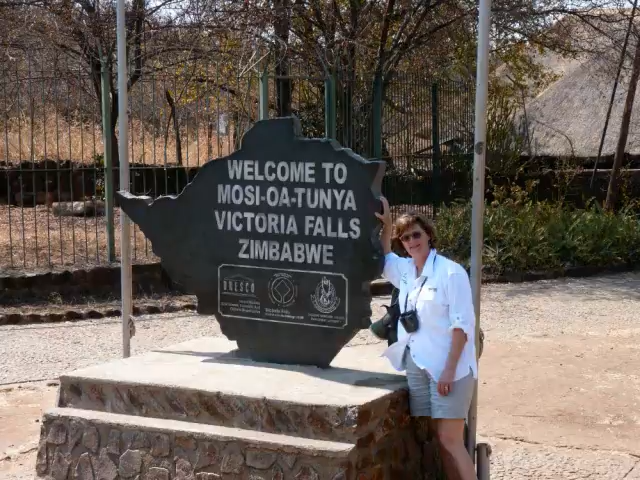 WELCOME TO
MOSI-OA-TUNYA
VICTORIA FALLS
ZIMBABWE
UNESCO